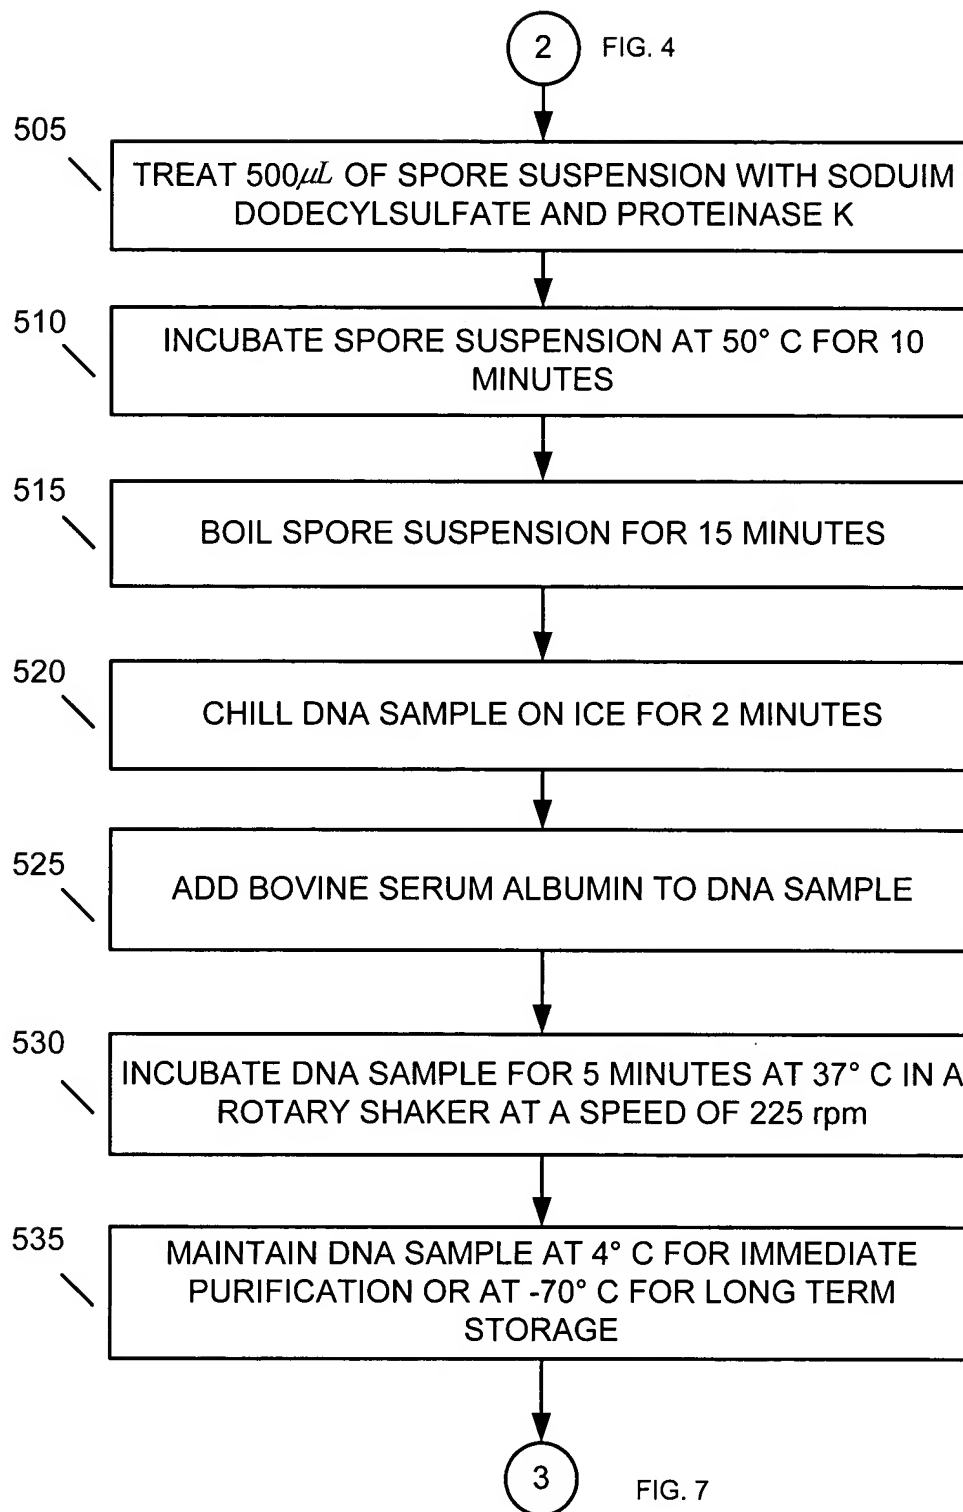 2 FIG. 4
505
TREAT 500μL OF SPORE SUSPENSION WITH SODUIM
DODECYLSULFATE AND PROTEINASE K
510
INCUBATE SPORE SUSPENSION AT 50° C FOR 10
MINUTES
515
BOIL SPORE SUSPENSION FOR 15 MINUTES
520
CHILL DNA SAMPLE ON ICE FOR 2 MINUTES
525
ADD BOVINE SERUM ALBUMIN TO DNA SAMPLE
530
INCUBATE DNA SAMPLE FOR 5 MINUTES AT 37° C IN A
ROTARY SHAKER AT A SPEED OF 225 rpm
535
MAINTAIN DNA SAMPLE AT 4° C FOR IMMEDIATE
PURIFICATION OR AT -70° C FOR LONG TERM
STORAGE
3 FIG. 7